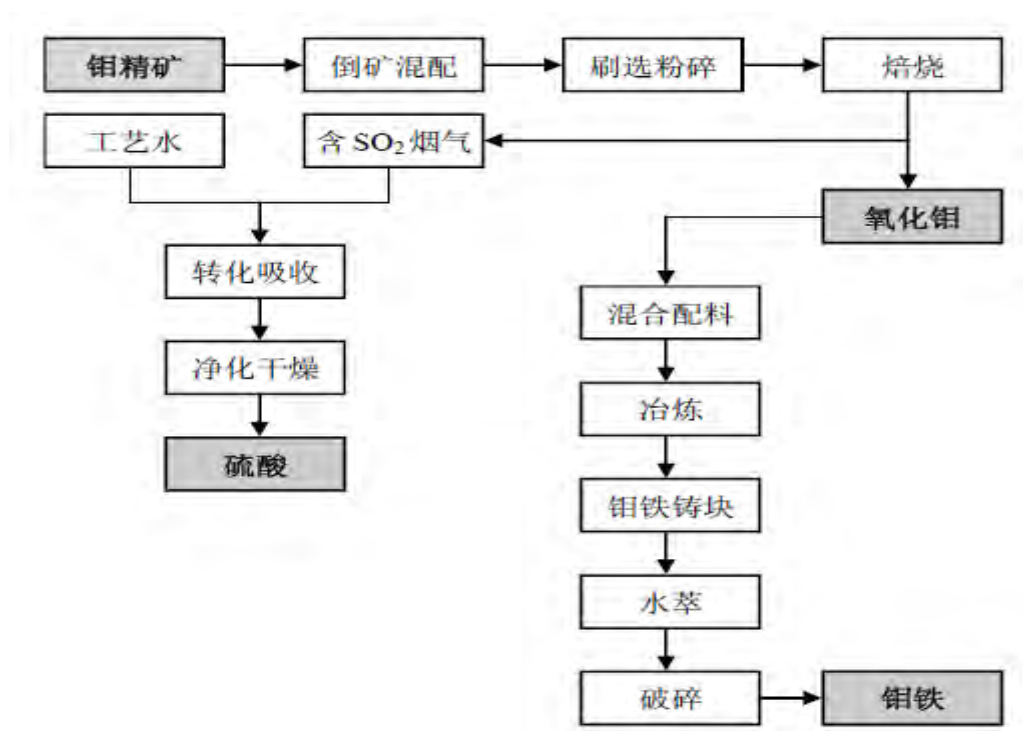 钼精矿
倒矿混配
刷选粉碎
焙烧
工艺水
含SO₂烟气
氧化钼
转化吸收
混合配料
净化干燥
冶炼
硫酸
钼铁铸块
水萃
破碎
钼铁